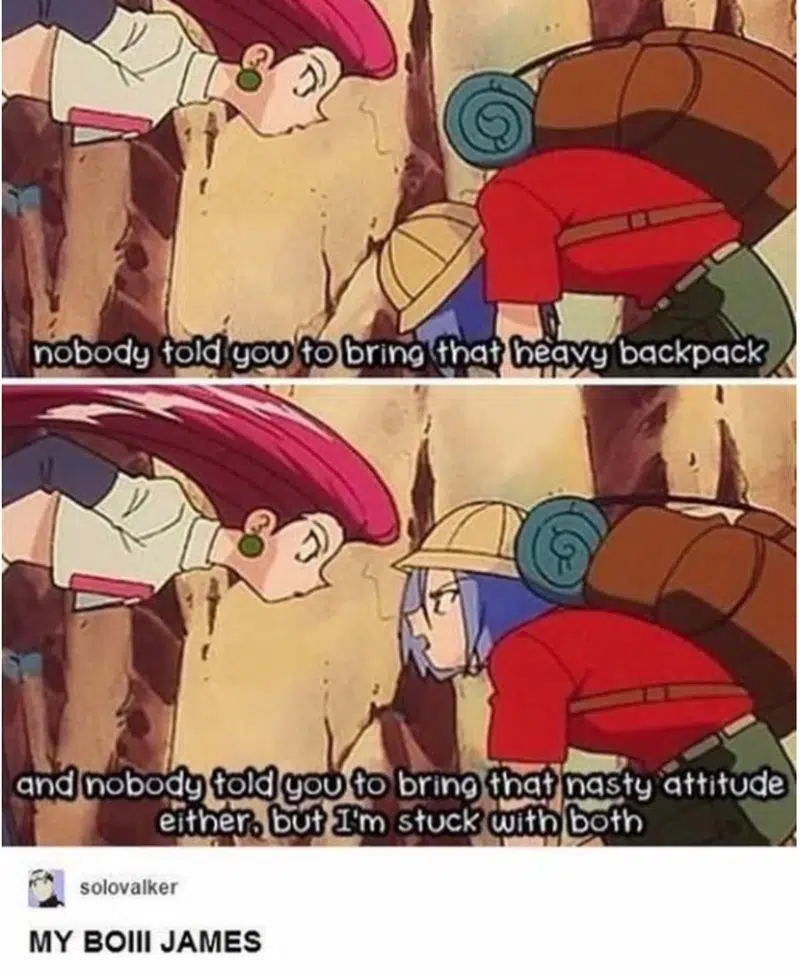 nobody told you to bring that heavy backpack
and nobody told you to bring that nasty attitude
either, but I'm stuck with both
solovalker
MY BOIII JAMES